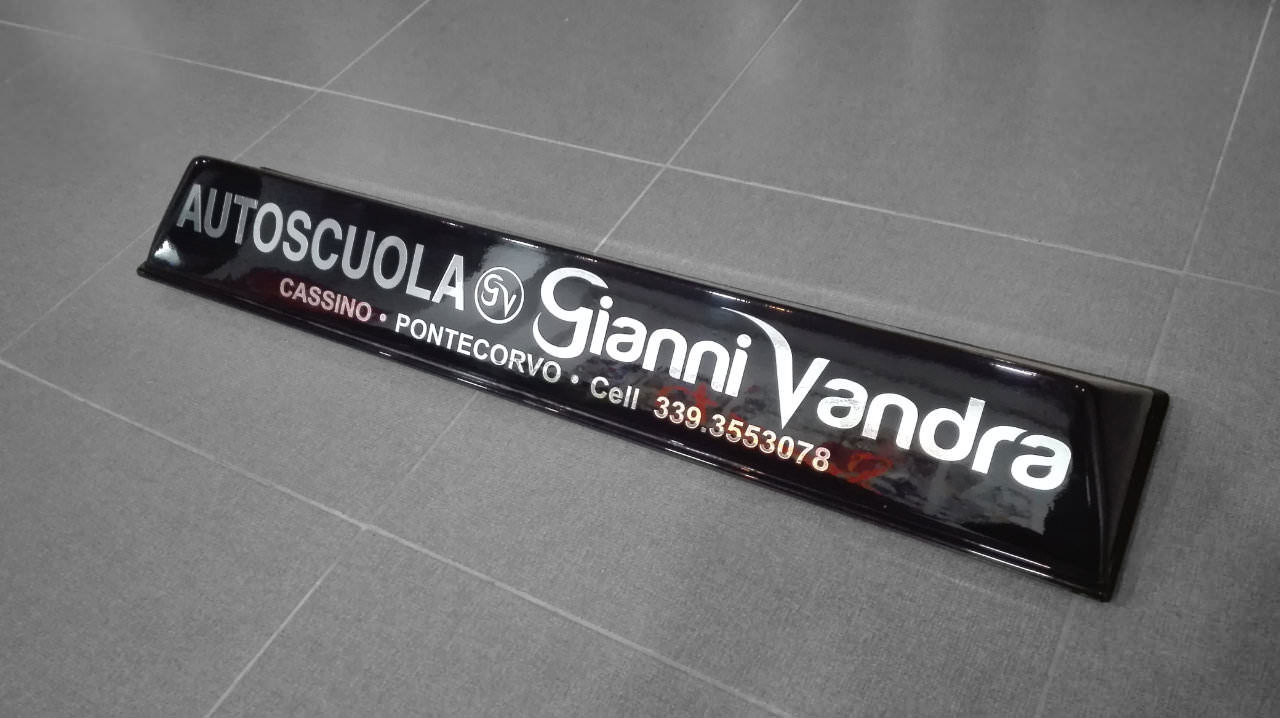 AUTOSCUOLA GV Gianni Vandra
CASSINO • PONTECORVO • Cell 339.3553078